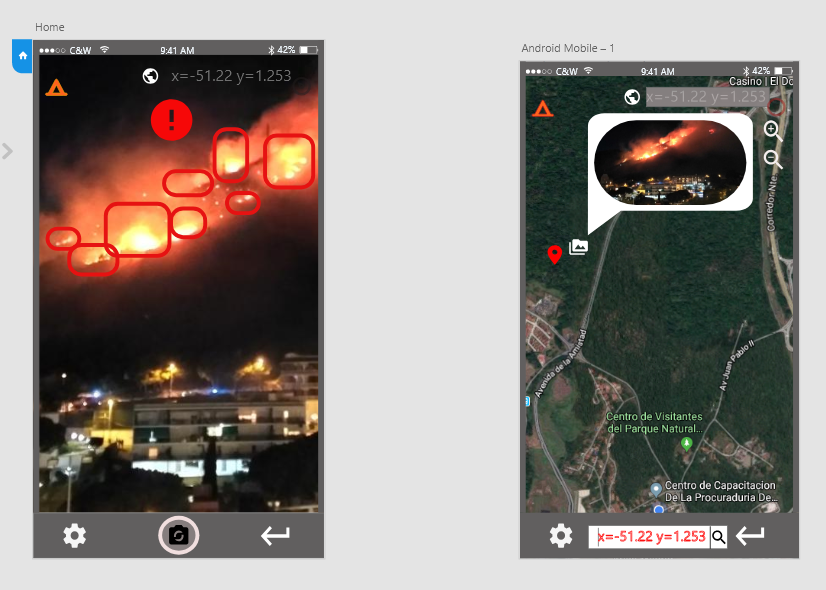 Home
C&W
9:41 AM
42%
x=-51.22 y=1.253
!
Android Mobile – 1
C&W
9:41 AM
42%
Casino | El Do
x=-51.22 y=1.253
Corredor Nte.
Avenida de la Amistad
Av Juan Pablo II
Centro de Visitantes
del Parque Natural...
Centro de Capacitacion
De La Procuraduria De...
x=-51.22 y=1.253